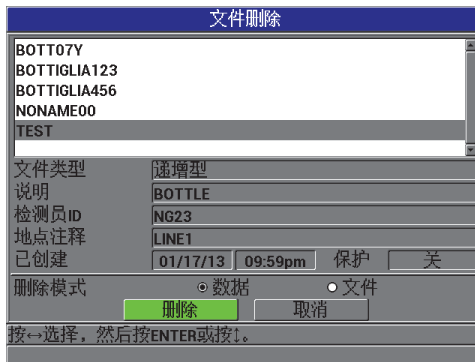 文件删除
BOTT07Y
BOTTIGLIA123
BOTTIGLIA456
NONAME00
TEST
文件类型 递增型
说明 BOTTLE
检测员ID NG23
地点注释 LINE1
已创建 01/17/13 09:59pm 保护 关
删除模式 数据 文件
删除 取消
按↔选择，然后按ENTER或按↕。